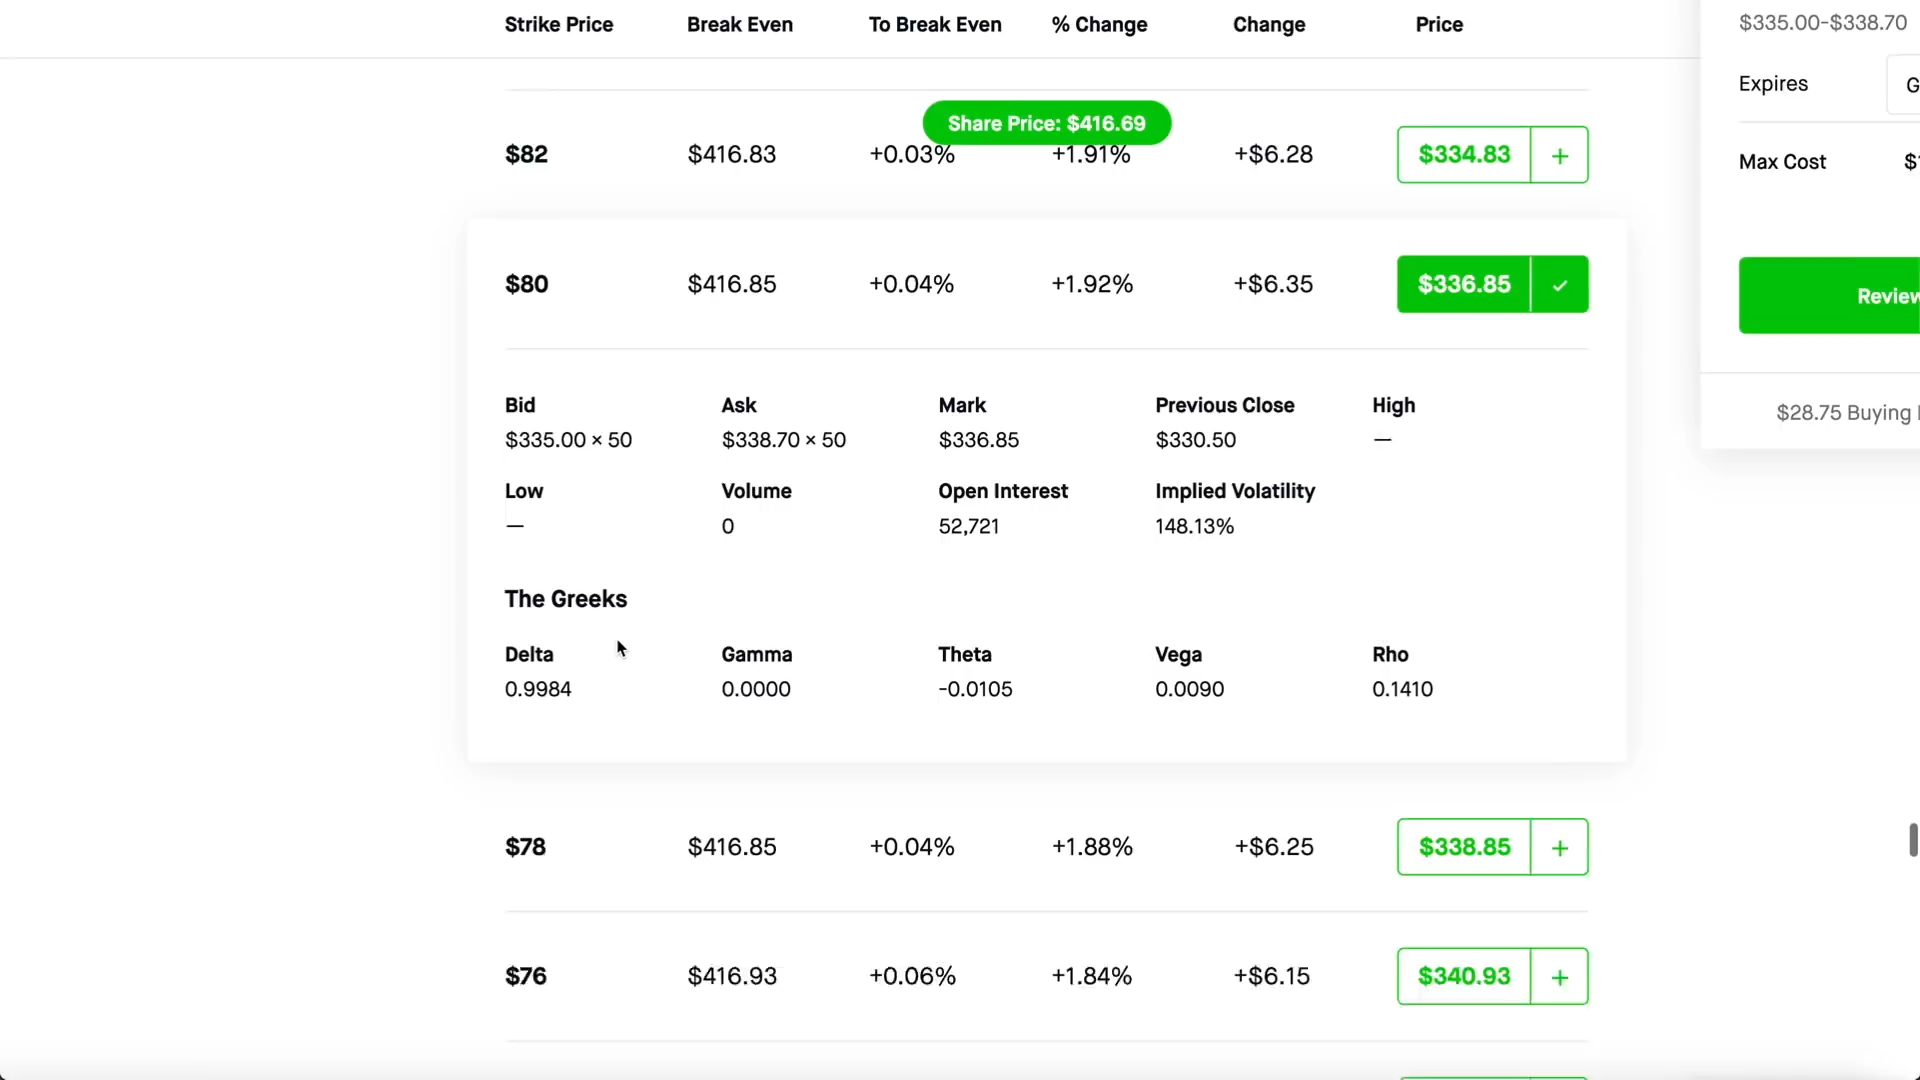 Strike Price Break Even To Break Even % Change Change Price
$335.00-$338.70
Expires
Share Price: $416.69
$82 $416.83 +0.03% +1.91% +$6.28 $334.83 +
Max Cost
$80 $416.85 +0.04% +1.92% +$6.35 $336.85
Review
Bid Ask Mark Previous Close High
$335.00 × 50 $338.70 × 50 $336.85 $330.50 —
$28.75 Buying
Low Volume Open Interest Implied Volatility
— 0 52,721 148.13%
The Greeks
Delta Gamma Theta Vega Rho
0.9984 0.0000 -0.0105 0.0090 0.1410
$78 $416.85 +0.04% +1.88% +$6.25 $338.85 +
$76 $416.93 +0.06% +1.84% +$6.15 $340.93 +